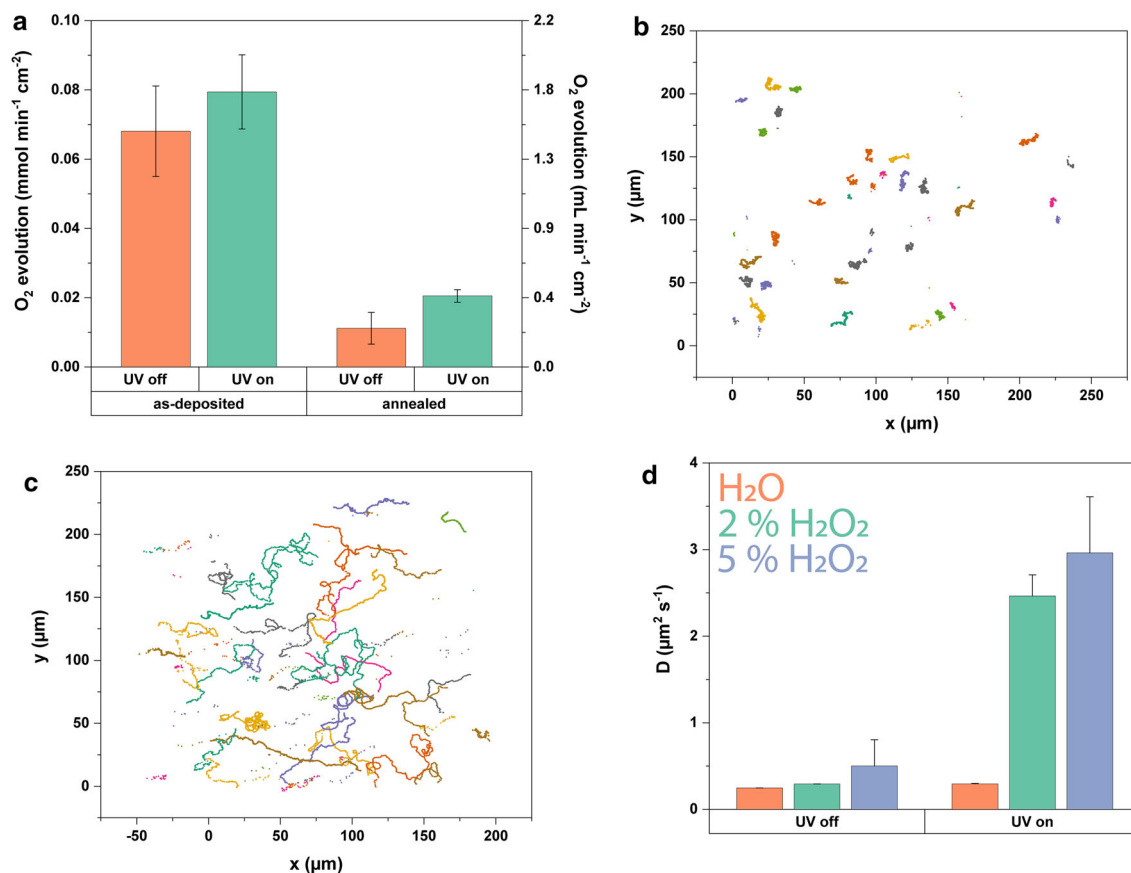 a
O₂ evolution (mmol min⁻¹ cm⁻²)
0.10
0.08
0.06
0.04
0.02
0.00
2.2
1.8
1.3
0.9
0.4
0.0
O₂ evolution (mL min⁻¹ cm⁻²)
UV off UV on UV off UV on
as-deposited annealed
b
y (µm)
250
200
150
100
50
0
0 50 100 150 200 250
x (µm)
c
y (µm)
250
200
150
100
50
0
-50 0 50 100 150 200
x (µm)
d
D (µm² s⁻¹)
4
3
2
1
0
H₂O
2 % H₂O₂
5 % H₂O₂
UV off UV on